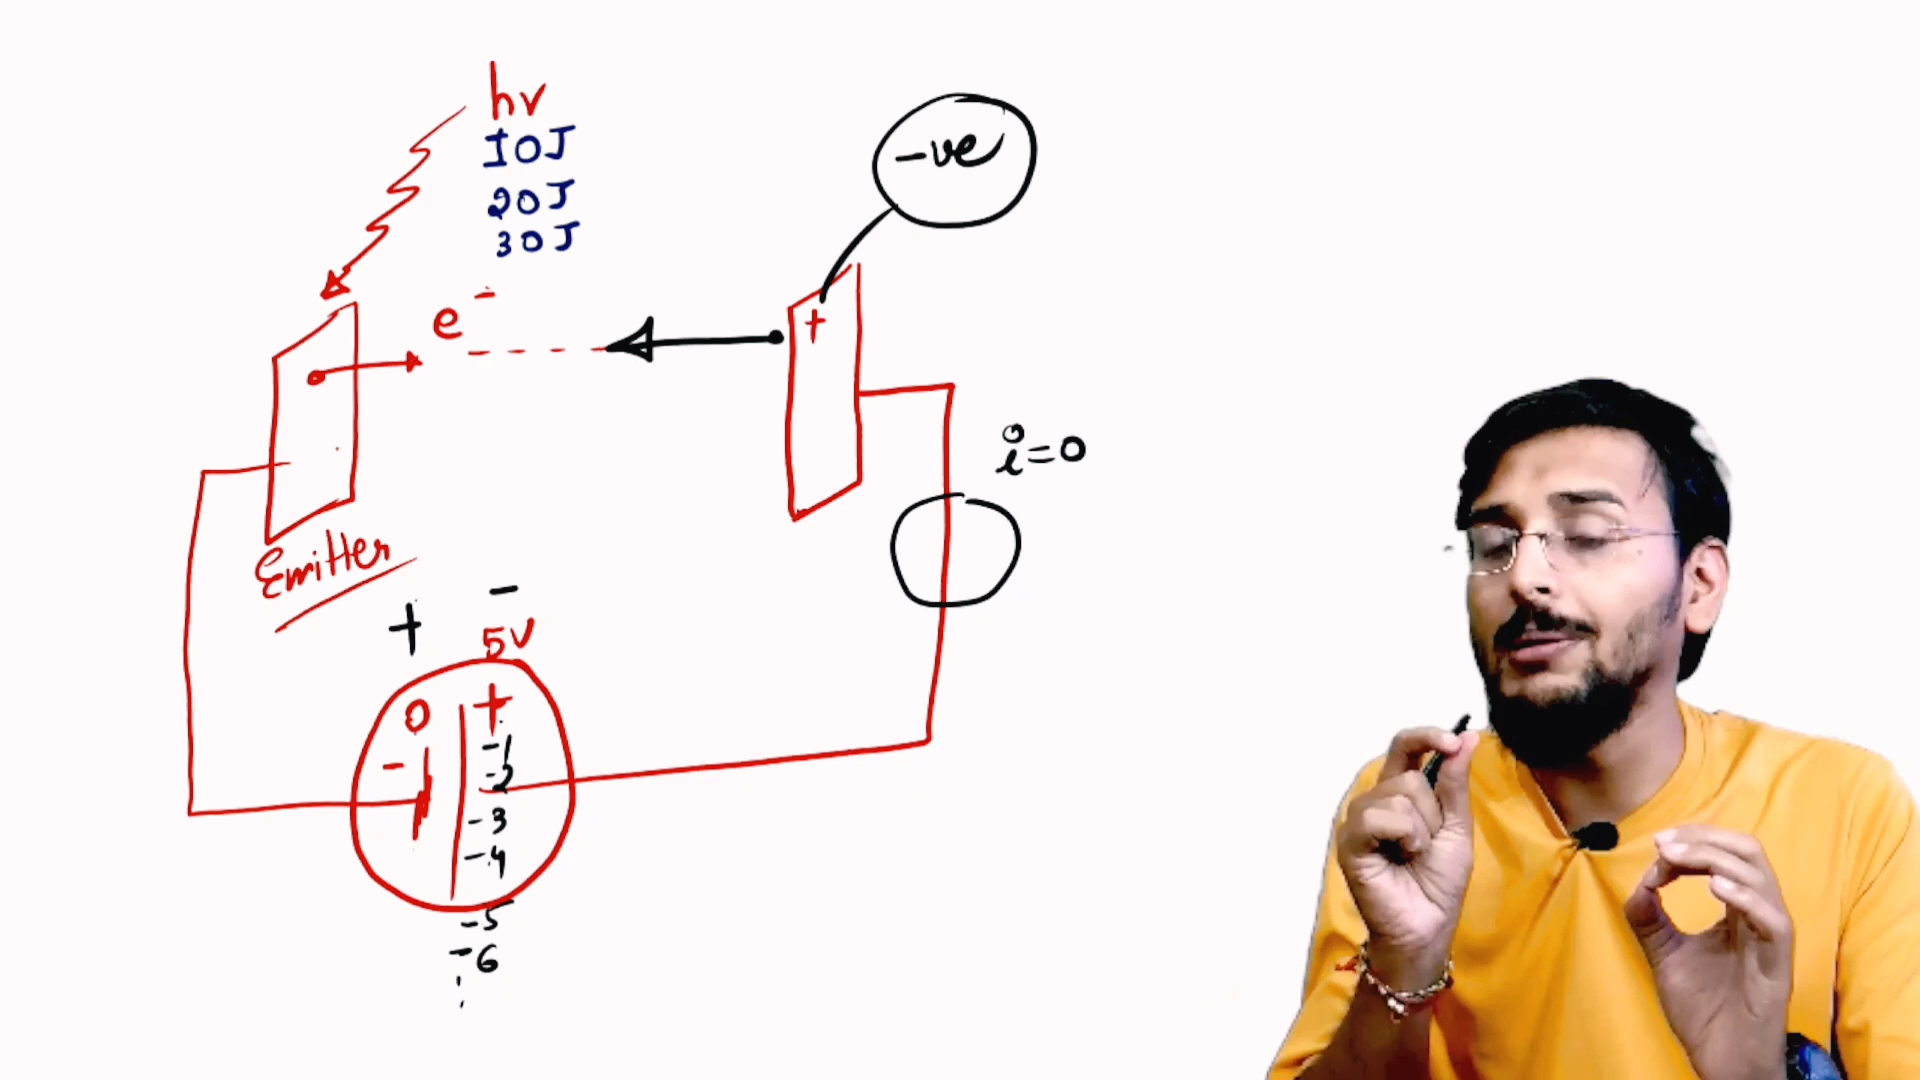 hν
10J
20J
30J
-ve
e⁻
+
i=0
Emitter
+ -
5V
0 +
-
-1
-2
-3
-4
-5
-6